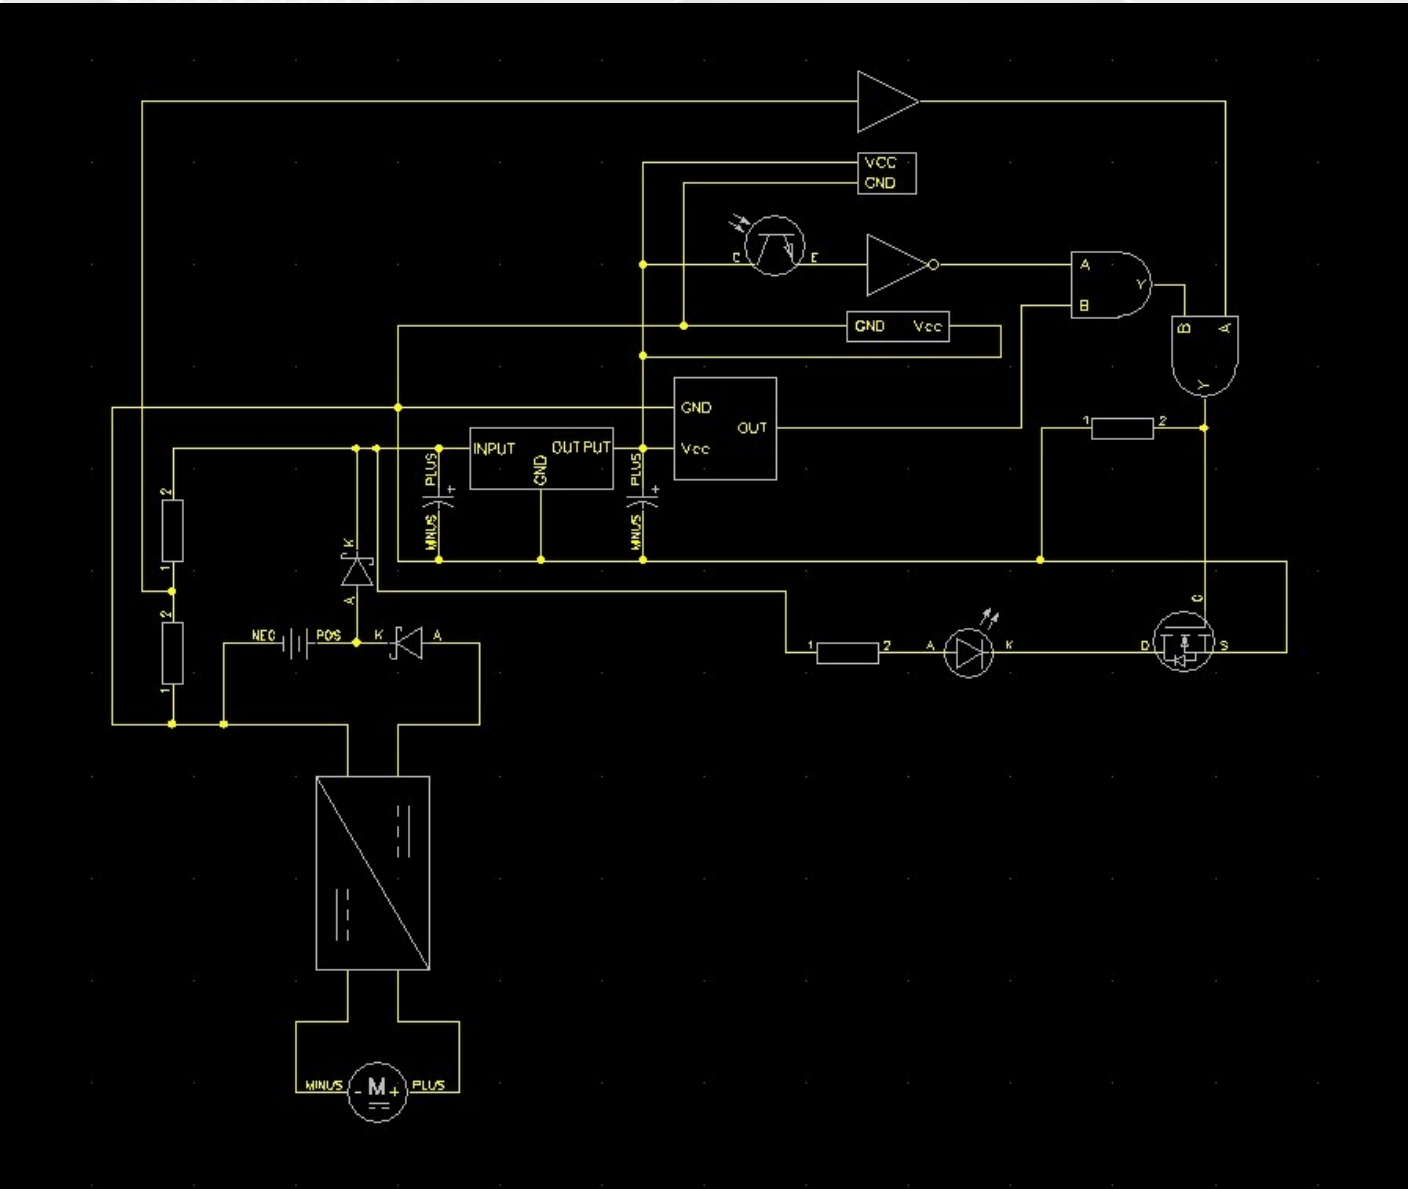 VCC
GND
C E
A
Y
B
B A
Y
GND Vcc
GND
OUT
Vcc
1 2
INPUT OUTPUT
GND
PLUS PLUS
+ +
MINUS MINUS
2
1
K
A
2
1
NEG POS K A
1 2 A K
G
D S
MINUS - M + PLUS